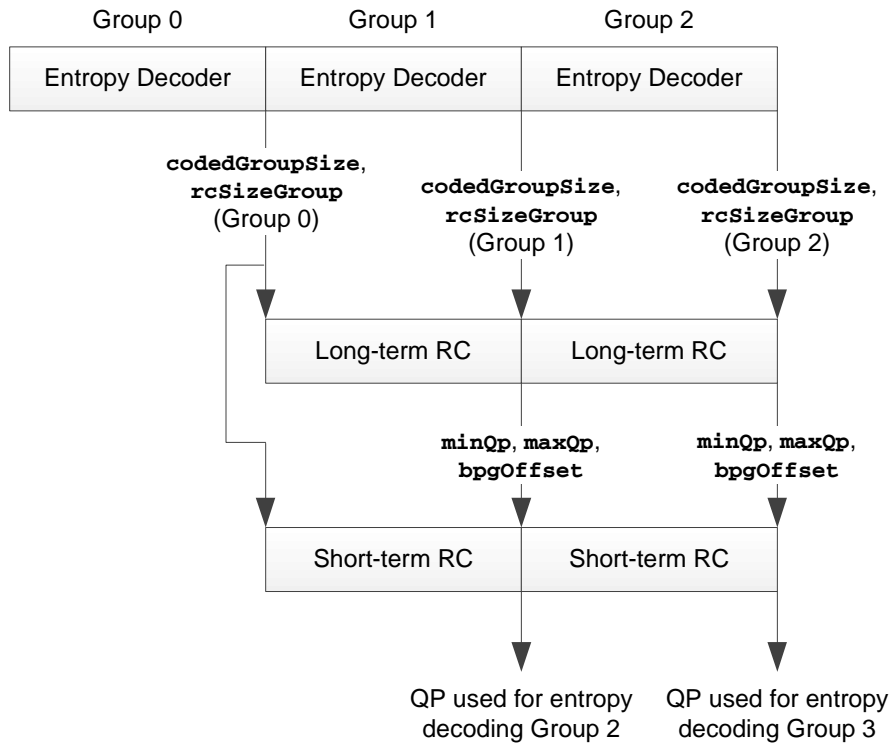 Group 0
Group 1
Group 2
Entropy Decoder
Entropy Decoder
Entropy Decoder
codedGroupSize,
rcSizeGroup
(Group 0)
codedGroupSize,
rcSizeGroup
(Group 1)
codedGroupSize,
rcSizeGroup
(Group 2)
Long-term RC
Long-term RC
minQp, maxQp,
bpgOffset
minQp, maxQp,
bpgOffset
Short-term RC
Short-term RC
QP used for entropy
decoding Group 2
QP used for entropy
decoding Group 3